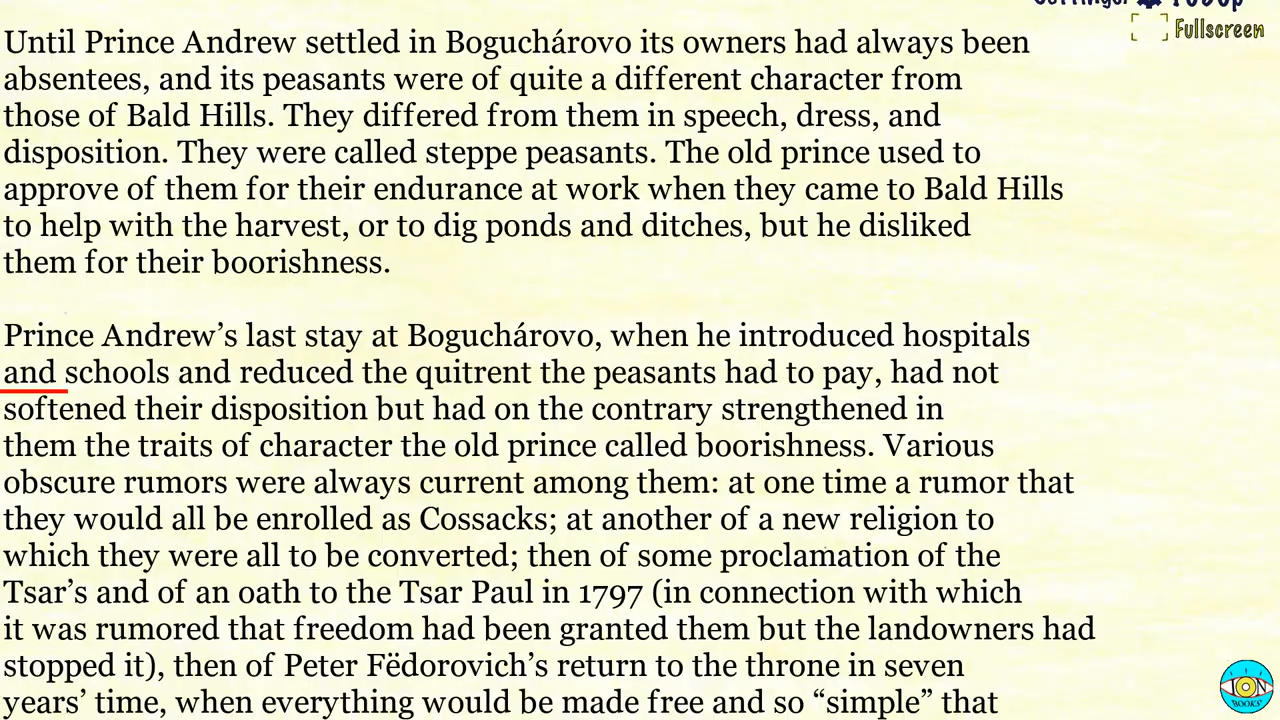 Fullscreen
Until Prince Andrew settled in Boguchárovo its owners had always been
absentees, and its peasants were of quite a different character from
those of Bald Hills. They differed from them in speech, dress, and
disposition. They were called steppe peasants. The old prince used to
approve of them for their endurance at work when they came to Bald Hills
to help with the harvest, or to dig ponds and ditches, but he disliked
them for their boorishness.
Prince Andrew’s last stay at Boguchárovo, when he introduced hospitals
and schools and reduced the quitrent the peasants had to pay, had not
softened their disposition but had on the contrary strengthened in
them the traits of character the old prince called boorishness. Various
obscure rumors were always current among them: at one time a rumor that
they would all be enrolled as Cossacks; at another of a new religion to
which they were all to be converted; then of some proclamation of the
Tsar’s and of an oath to the Tsar Paul in 1797 (in connection with which
it was rumored that freedom had been granted them but the landowners had
stopped it), then of Peter Fëdorovich’s return to the throne in seven
years’ time, when everything would be made free and so “simple” that
ION
BOOKS